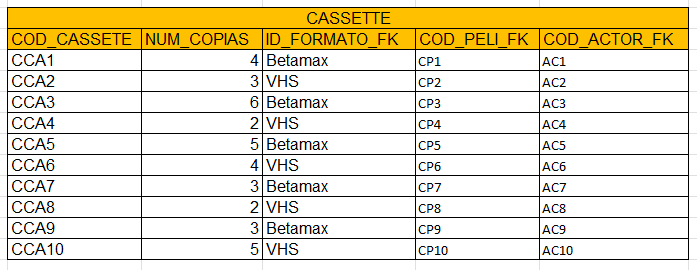 CASSETTE
COD_CASSETE NUM_COPIAS ID_FORMATO_FK COD_PELI_FK COD_ACTOR_FK
CCA1 4 Betamax CP1 AC1
CCA2 3 VHS CP2 AC2
CCA3 6 Betamax CP3 AC3
CCA4 2 VHS CP4 AC4
CCA5 5 Betamax CP5 AC5
CCA6 4 VHS CP6 AC6
CCA7 3 Betamax CP7 AC7
CCA8 2 VHS CP8 AC8
CCA9 3 Betamax CP9 AC9
CCA10 5 VHS CP10 AC10